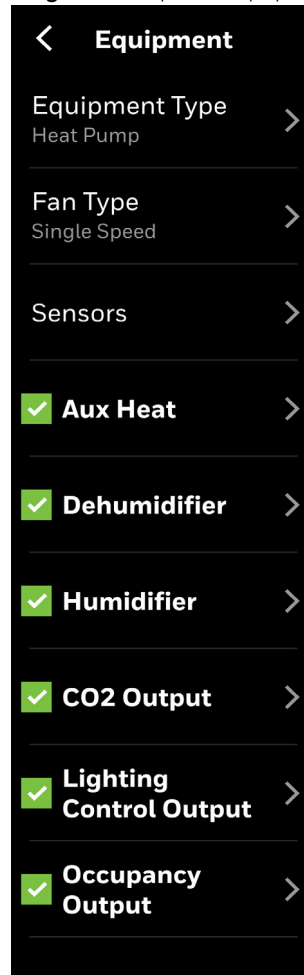 Equipment
Equipment Type
Heat Pump
Fan Type
Single Speed
Sensors
Aux Heat
Dehumidifier
Humidifier
CO2 Output
Lighting
Control Output
Occupancy
Output